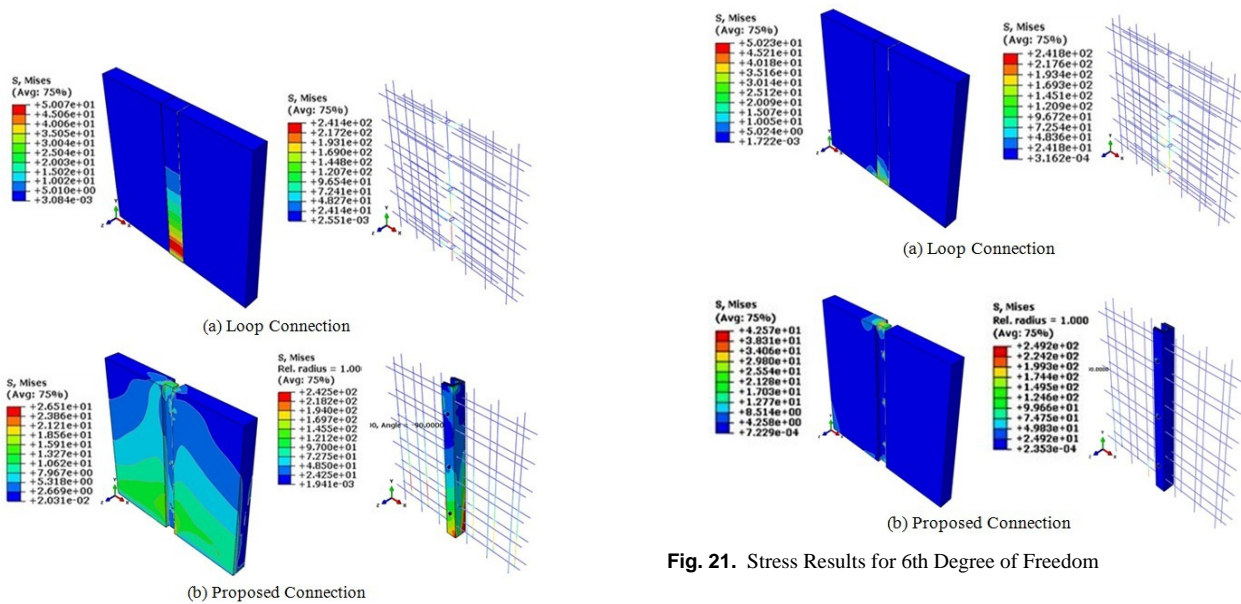 S, Mises
(Avg: 75%)
+5.007e+01
+4.506e+01
+4.006e+01
+3.505e+01
+3.004e+01
+2.504e+01
+2.003e+01
+1.502e+01
+1.002e+01
+5.010e+00
+3.084e-03
S, Mises
(Avg: 75%)
+2.414e+02
+2.172e+02
+1.931e+02
+1.690e+02
+1.448e+02
+1.207e+02
+9.654e+01
+7.241e+01
+4.827e+01
+2.414e+01
+2.551e-03
(a) Loop Connection
S, Mises
(Avg: 75%)
+2.651e+01
+2.386e+01
+2.121e+01
+1.856e+01
+1.591e+01
+1.327e+01
+1.062e+01
+7.967e+00
+5.318e+00
+2.669e+00
+2.031e-02
S, Mises
Rel. radius = 1.00
(Avg: 75%)
+2.425e+02
+2.182e+02
+1.940e+02
+1.697e+02
+1.455e+02
+1.212e+02
+9.700e+01
+7.275e+01
+4.850e+01
+2.425e+01
+1.941e-03
Angle = -90.0000
(b) Proposed Connection
S, Mises
(Avg: 75%)
+5.023e+01
+4.521e+01
+4.018e+01
+3.516e+01
+3.014e+01
+2.512e+01
+2.009e+01
+1.507e+01
+1.005e+01
+5.024e+00
+1.722e-03
S, Mises
(Avg: 75%)
+2.418e+02
+2.176e+02
+1.934e+02
+1.693e+02
+1.451e+02
+1.209e+02
+9.672e+01
+7.254e+01
+4.836e+01
+2.418e+01
+3.162e-04
(a) Loop Connection
S, Mises
(Avg: 75%)
+4.257e+01
+3.831e+01
+3.406e+01
+2.980e+01
+2.554e+01
+2.128e+01
+1.703e+01
+1.277e+01
+8.514e+00
+4.258e+00
+7.229e-04
S, Mises
Rel. radius = 1.000
(Avg: 75%)
+2.492e+02
+2.242e+02
+1.993e+02
+1.744e+02
+1.495e+02
+1.246e+02
+9.966e+01
+7.475e+01
+4.983e+01
+2.492e+01
+2.353e-04
(b) Proposed Connection
Fig. 21. Stress Results for 6th Degree of Freedom